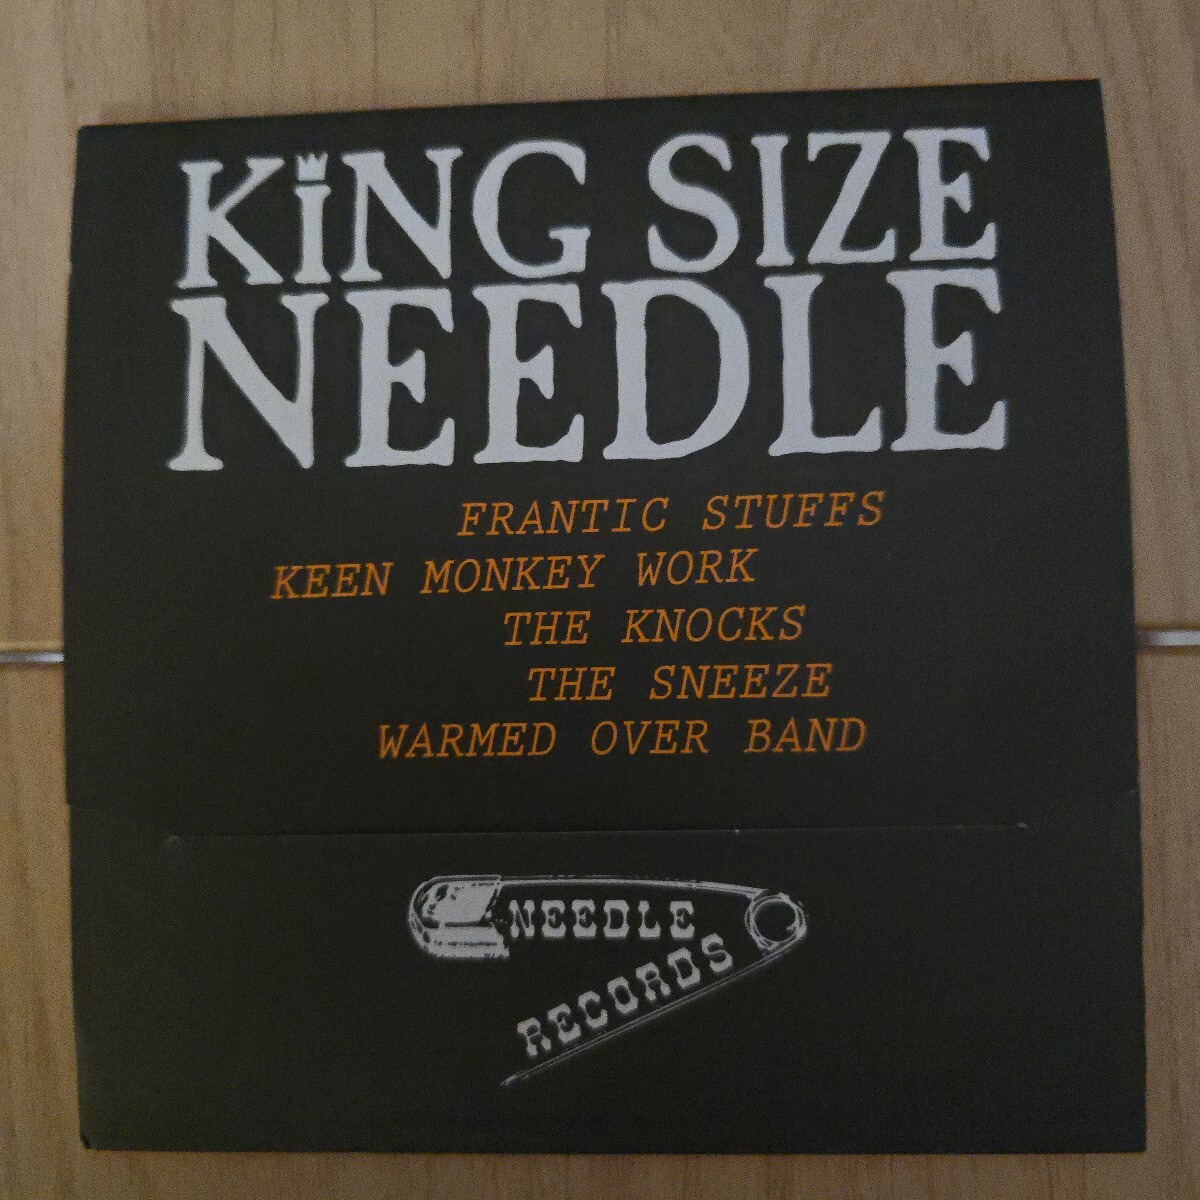 KiNG SIZE
NEEDLE
FRANTIC STUFFS
KEEN MONKEY WORK
THE KNOCKS
THE SNEEZE
WARMED OVER BAND
NEEDLE
RECORDS